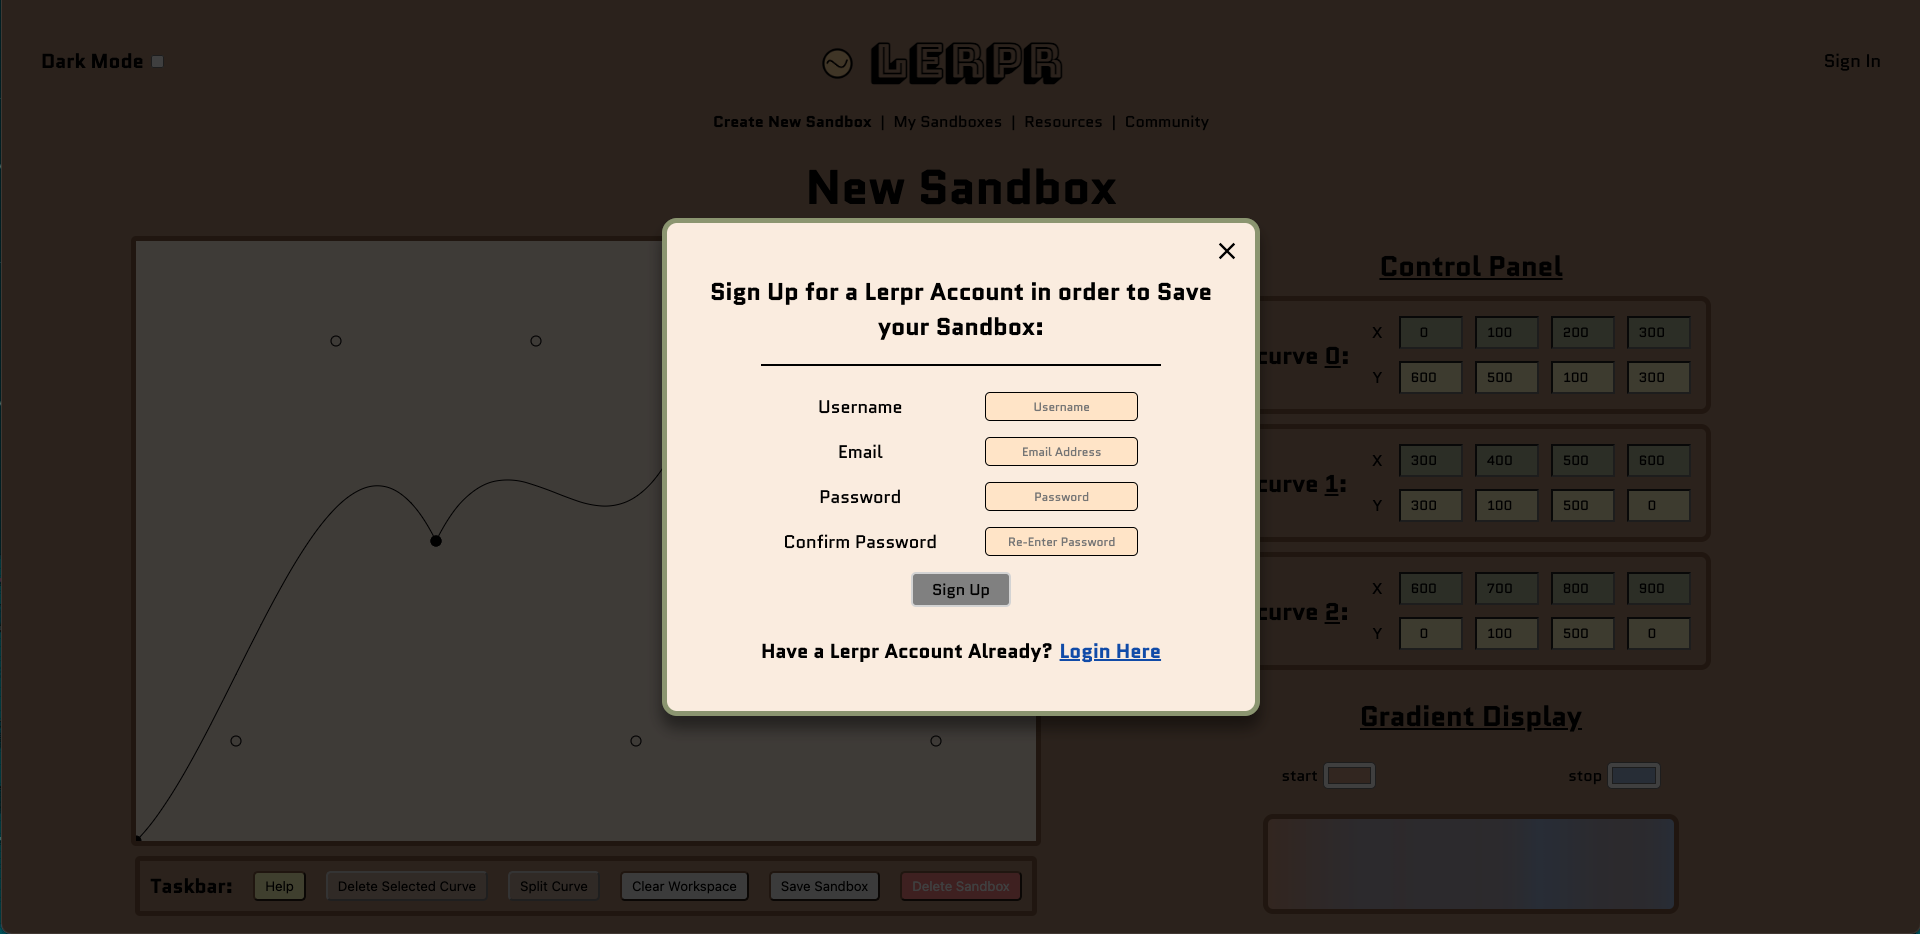 Dark Mode
LERPR
Sign In
Create New Sandbox | My Sandboxes | Resources | Community
New Sandbox
Sign Up for a Lerpr Account in order to Save
your Sandbox:
Username Username
Email Email Address
Password Password
Confirm Password Re-Enter Password
Sign Up
Have a Lerpr Account Already? Login Here
Control Panel
curve 0:
X 0 100 200 300
Y 600 500 100 300
curve 1:
X 300 400 500 600
Y 300 100 500 0
curve 2:
X 600 700 800 900
Y 0 100 500 0
Gradient Display
start stop
Taskbar: Help Delete Selected Curve Split Curve Clear Workspace Save Sandbox Delete Sandbox